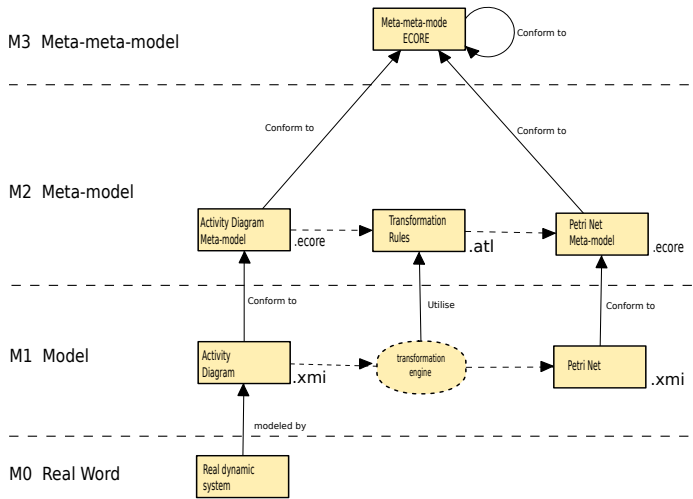 Meta-meta-mode
ECORE
M3 Meta-meta-model
Conform to
Conform to
Conform to
M2 Meta-model
Activity Diagram
Meta-model
.ecore
Transformation
Rules
.atl
Petri Net
Meta-model
.ecore
Conform to
Utilise
Conform to
M1 Model
Activity
Diagram
.xmi
transformation
engine
Petri Net
.xmi
modeled by
M0 Real Word
Real dynamic
system